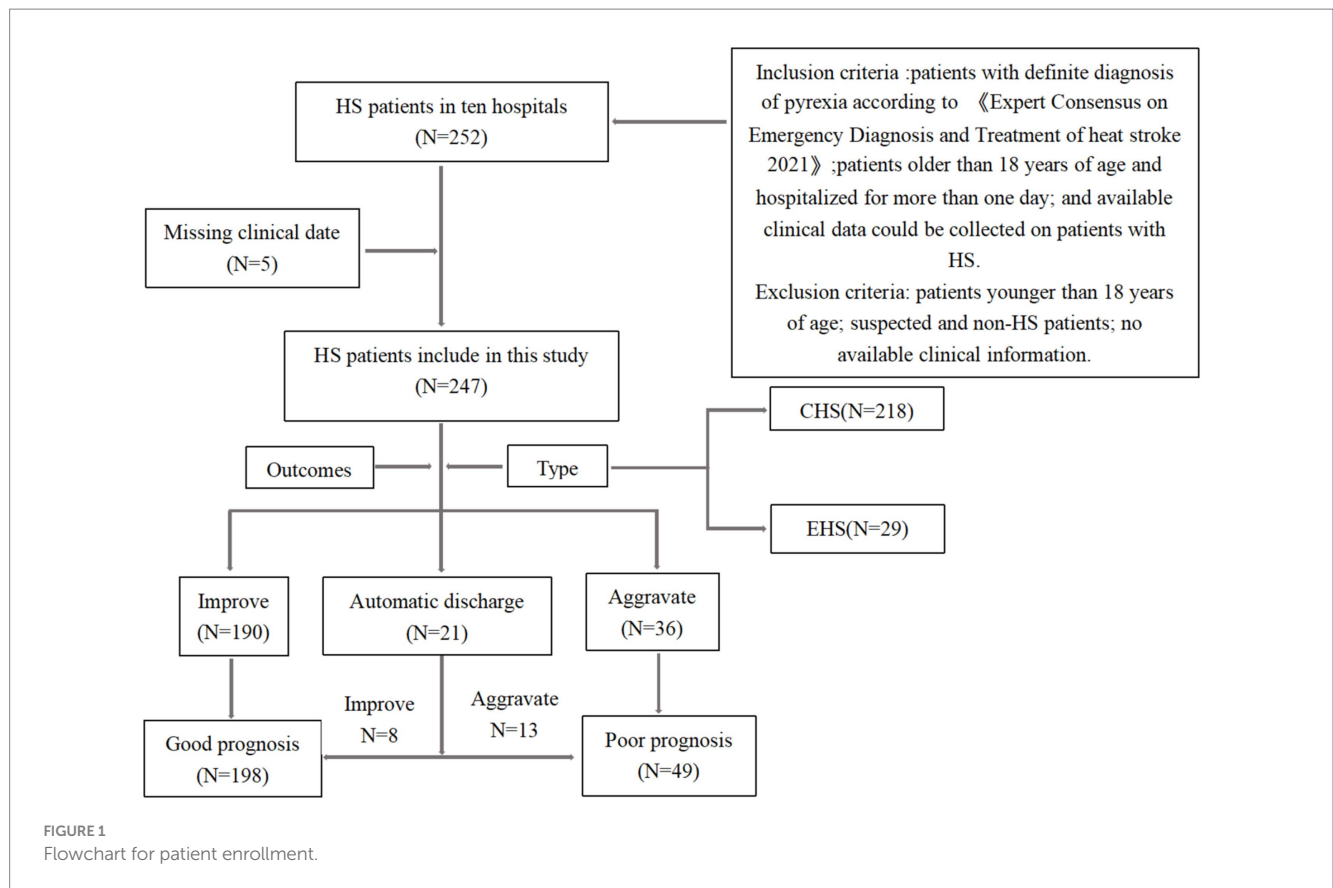 HS patients in ten hospitals
(N=252)
Inclusion criteria :patients with definite diagnosis
of pyrexia according to 《Expert Consensus on
Emergency Diagnosis and Treatment of heat stroke
2021》 ;patients older than 18 years of age and
hospitalized for more than one day; and available
clinical data could be collected on patients with
HS.
Exclusion criteria: patients younger than 18 years
of age; suspected and non-HS patients; no
available clinical information.
Missing clinical date
(N=5)
HS patients include in this study
(N=247)
CHS(N=218)
Outcomes
Type
EHS(N=29)
Improve
(N=190)
Automatic discharge
(N=21)
Aggravate
(N=36)
Improve
N=8
Aggravate
N=13
Good prognosis
(N=198)
Poor prognosis
(N=49)
FIGURE 1
Flowchart for patient enrollment.